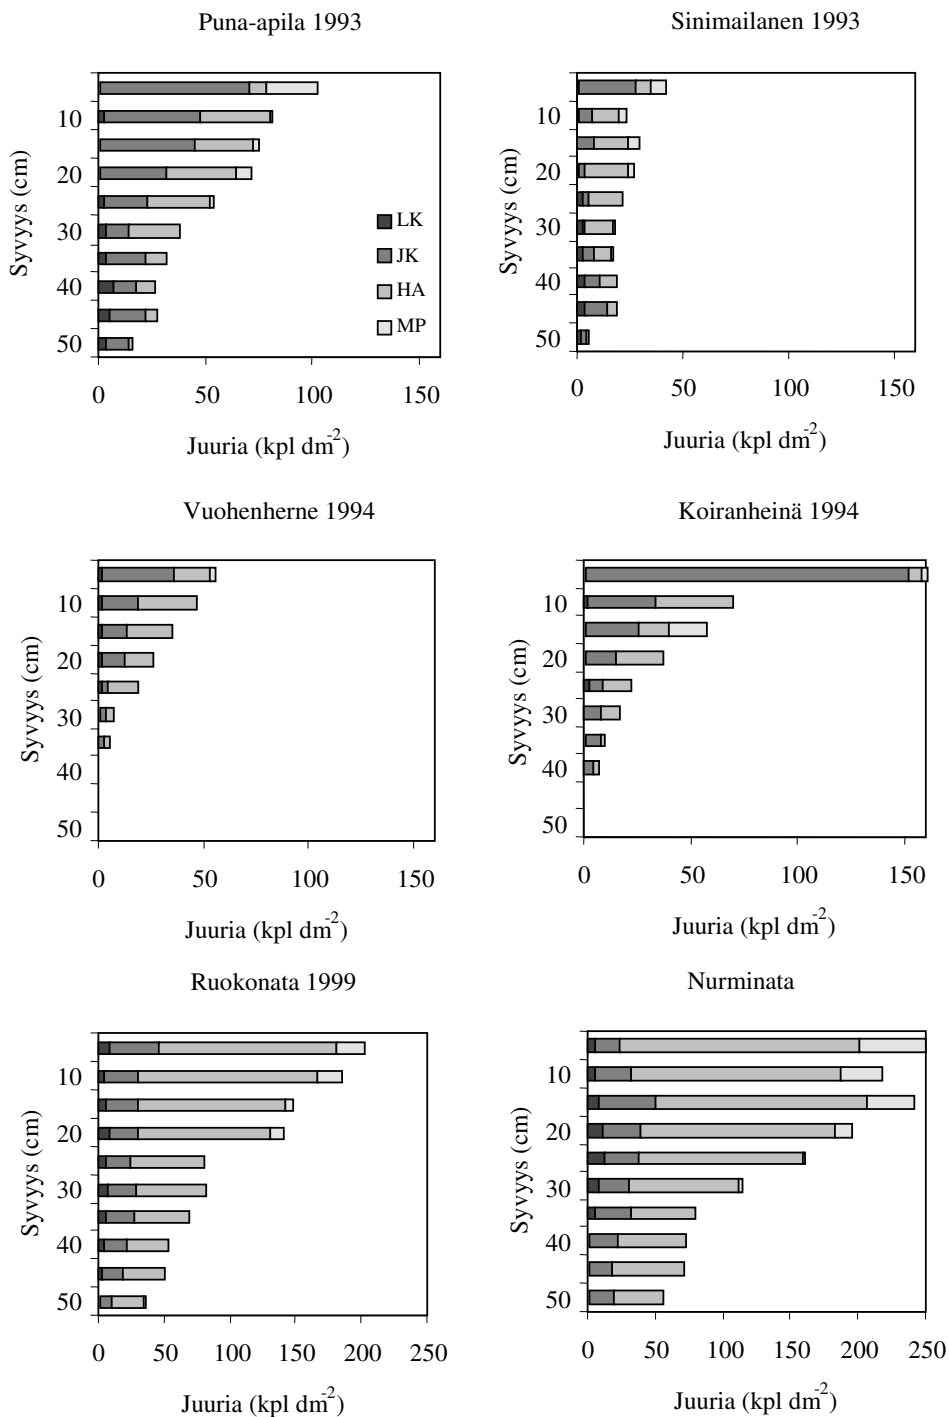 Puna-apila 1993
Syvyys (cm)
10
20
30
40
50
LK
JK
HA
MP
0 50 100 150
Juuria (kpl dm-2)
Sinimailanen 1993
Syvyys (cm)
10
20
30
40
50
0 50 100 150
Juuria (kpl dm-2)
Vuohenherne 1994
Syvyys (cm)
10
20
30
40
50
0 50 100 150
Juuria (kpl dm-2)
Koiranheinä 1994
Syvyys (cm)
10
20
30
40
50
0 50 100 150
Juuria (kpl dm-2)
Ruokonata 1999
Syvyys (cm)
10
20
30
40
50
0 50 100 150 200 250
Juuria (kpl dm-2)
Nurminata
Syvyys (cm)
10
20
30
40
50
0 50 100 150 200 250
Juuria (kpl dm-2)